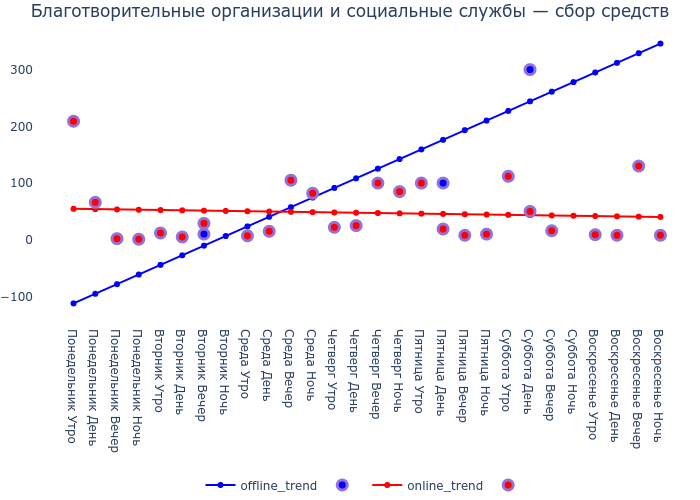 Благотворительные организации и социальные службы — сбор средств
300
200
100
0
−100
Понедельник Утро
Понедельник День
Понедельник Вечер
Понедельник Ночь
Вторник Утро
Вторник День
Вторник Вечер
Вторник Ночь
Среда Утро
Среда День
Среда Вечер
Среда Ночь
Четверг Утро
Четверг День
Четверг Вечер
Четверг Ночь
Пятница Утро
Пятница День
Пятница Вечер
Пятница Ночь
Суббота Утро
Суббота День
Суббота Вечер
Суббота Ночь
Воскресенье Утро
Воскресенье День
Воскресенье Вечер
Воскресенье Ночь
offline_trend
online_trend